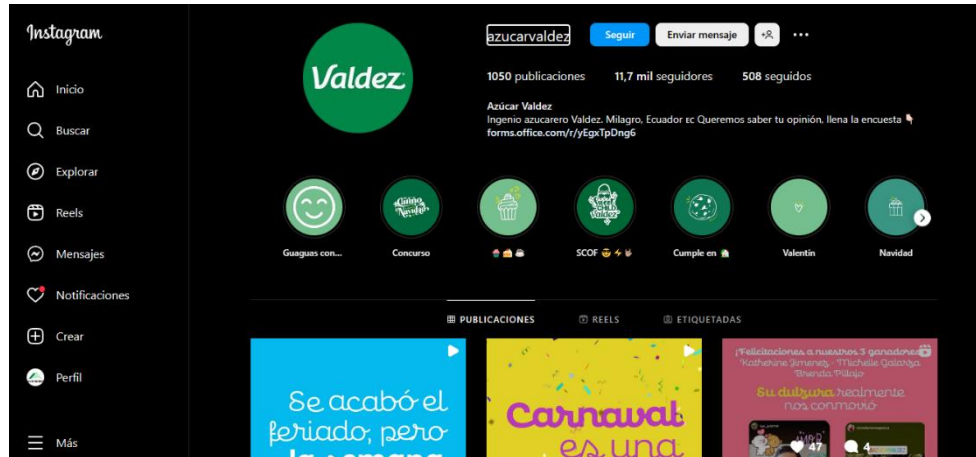 Instagram
Inicio
Buscar
Explorar
Reels
Mensajes
Notificaciones
Crear
Perfil
Más
Valdez
azucarvaldez Seguir Enviar mensaje
1050 publicaciones 11,7 mil seguidores 508 seguidos
Azúcar Valdez
Ingenio azucarero Valdez. Milagro, Ecuador EC Queremos saber tu opinión, llena la encuesta 👇🏻
forms.office.com/r/yEgxTpDng6
Guaguas con... Concurso 🧁🍰☕ SCOF 😎⚡🤘 Cumple en 🏠 Valentín Navidad
PUBLICACIONES REELS ETIQUETADAS
Se acabó el
feriado, pero
la semana
Carnaval
es una
¡Felicitaciones a nuestros 3 ganadores
Katherine Jimenez - Michelle Galarza
Brenda Pillajo
Su dulzura realmente
nos conmovió
47 4